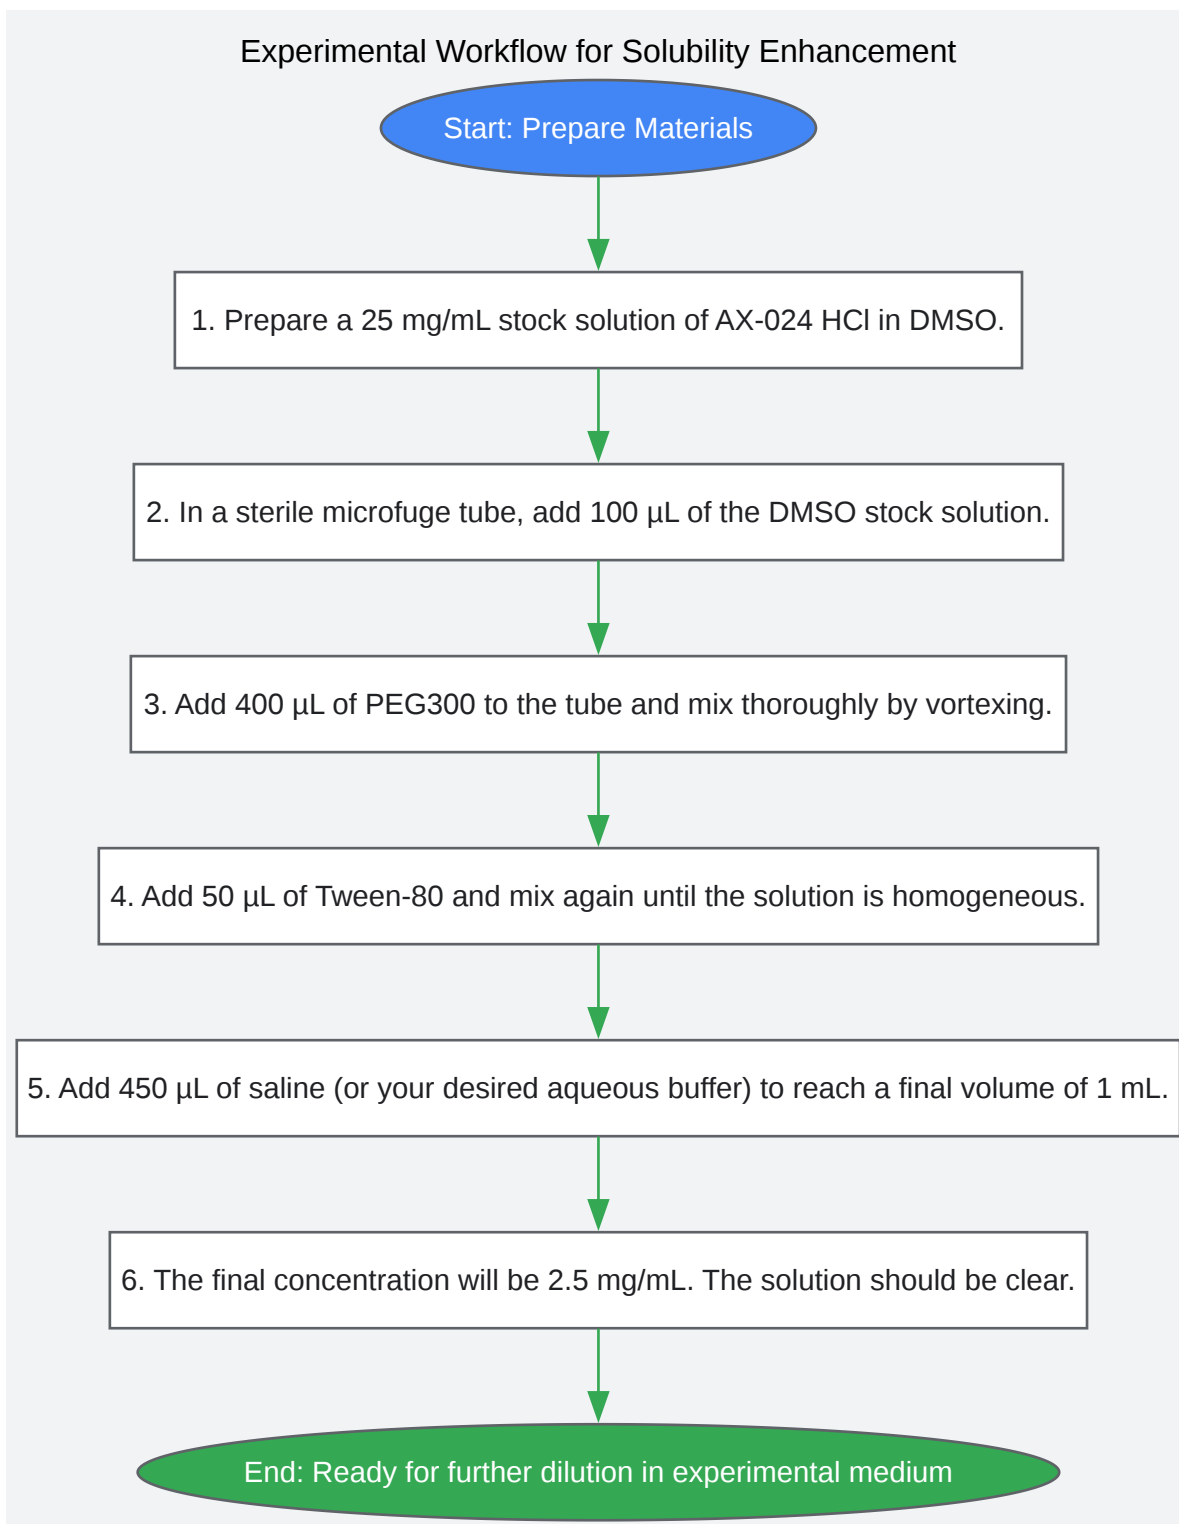 Experimental Workflow for Solubility Enhancement
Start: Prepare Materials
1. Prepare a 25 mg/mL stock solution of AX-024 HCl in DMSO.
2. In a sterile microfuge tube, add 100 µL of the DMSO stock solution.
3. Add 400 µL of PEG300 to the tube and mix thoroughly by vortexing.
4. Add 50 µL of Tween-80 and mix again until the solution is homogeneous.
5. Add 450 µL of saline (or your desired aqueous buffer) to reach a final volume of 1 mL.
6. The final concentration will be 2.5 mg/mL. The solution should be clear.
End: Ready for further dilution in experimental medium